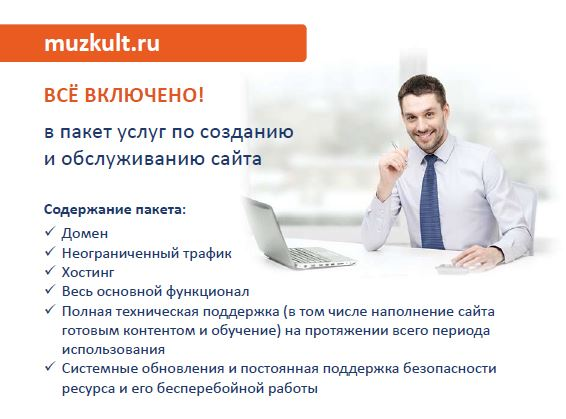 muzkult.ru
ВСЁ ВКЛЮЧЕНО!
в пакет услуг по созданию
и обслуживанию сайта
Содержание пакета:
✓ Домен
✓ Неограниченный трафик
✓ Хостинг
✓ Весь основной функционал
✓ Полная техническая поддержка (в том числе наполнение сайта
готовым контентом и обучение) на протяжении всего периода
использования
✓ Системные обновления и постоянная поддержка безопасности
ресурса и его бесперебойной работы